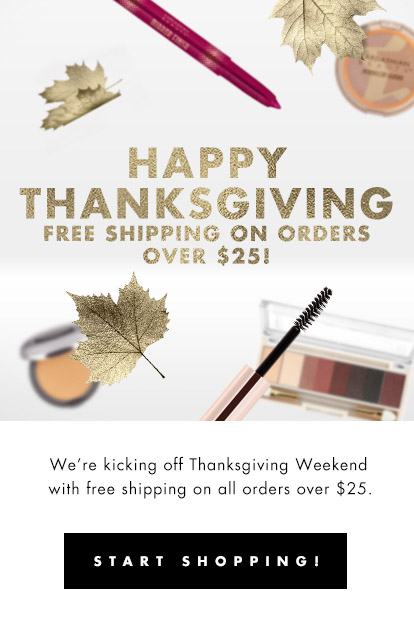 HAPPY
THANKSGIVING
FREE SHIPPING ON ORDERS
OVER $25!
We’re kicking off Thanksgiving Weekend
with free shipping on all orders over $25.
START SHOPPING!